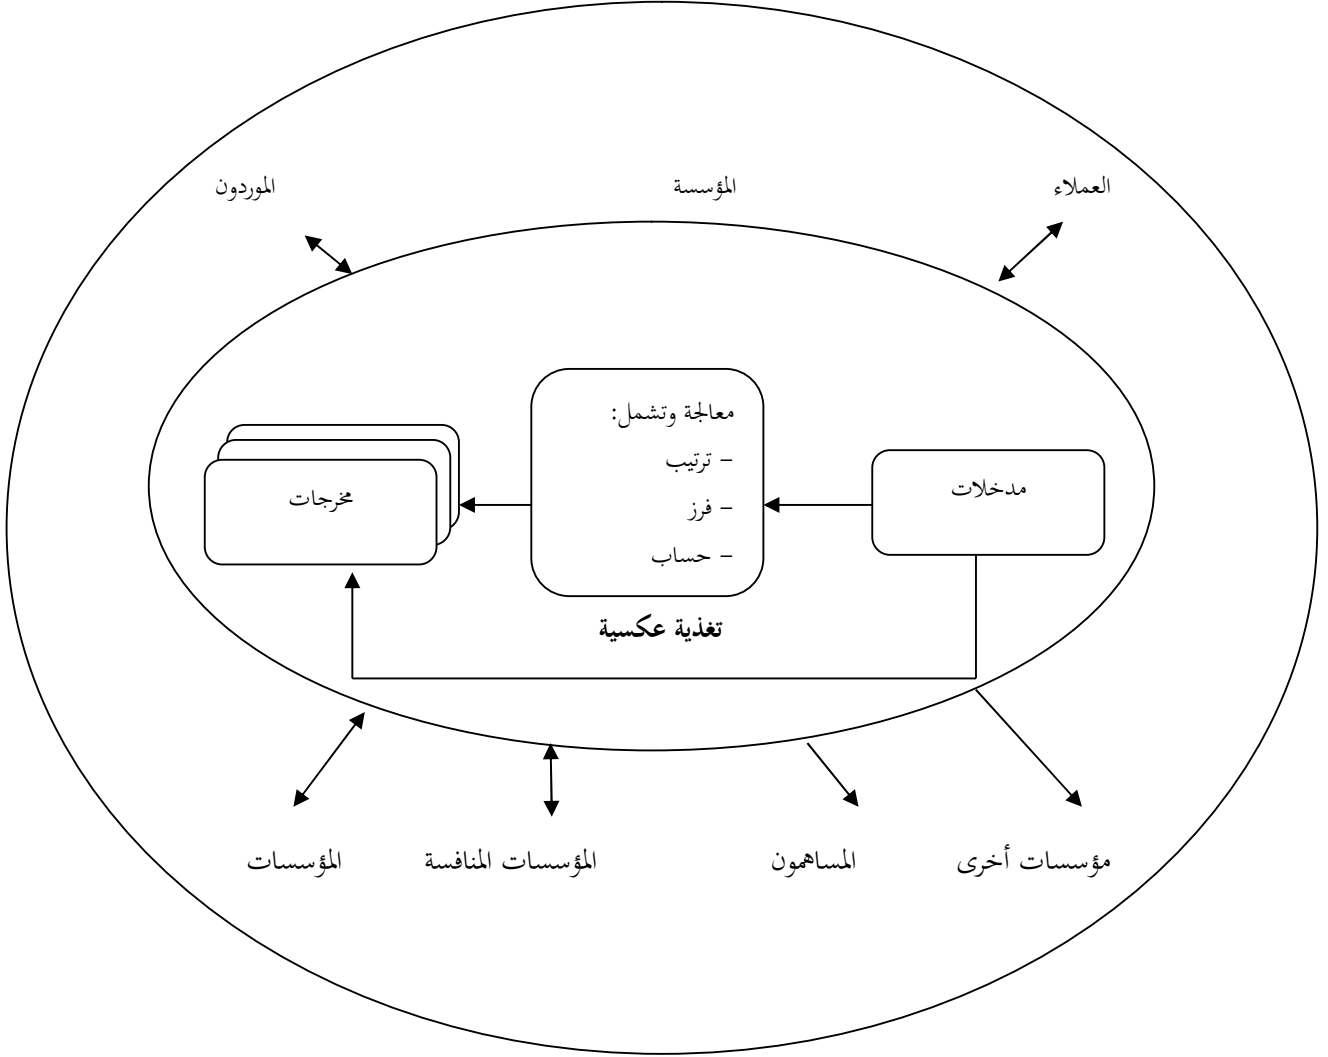 العملاء
المؤسسة
الموردون
معالجة وتشمل:
– ترتيب
– فرز
– حساب
مدخلات
مخرجات
تغذية عكسية
مؤسسات أخرى
المساهمون
المؤسسات المنافسة
المؤسسات